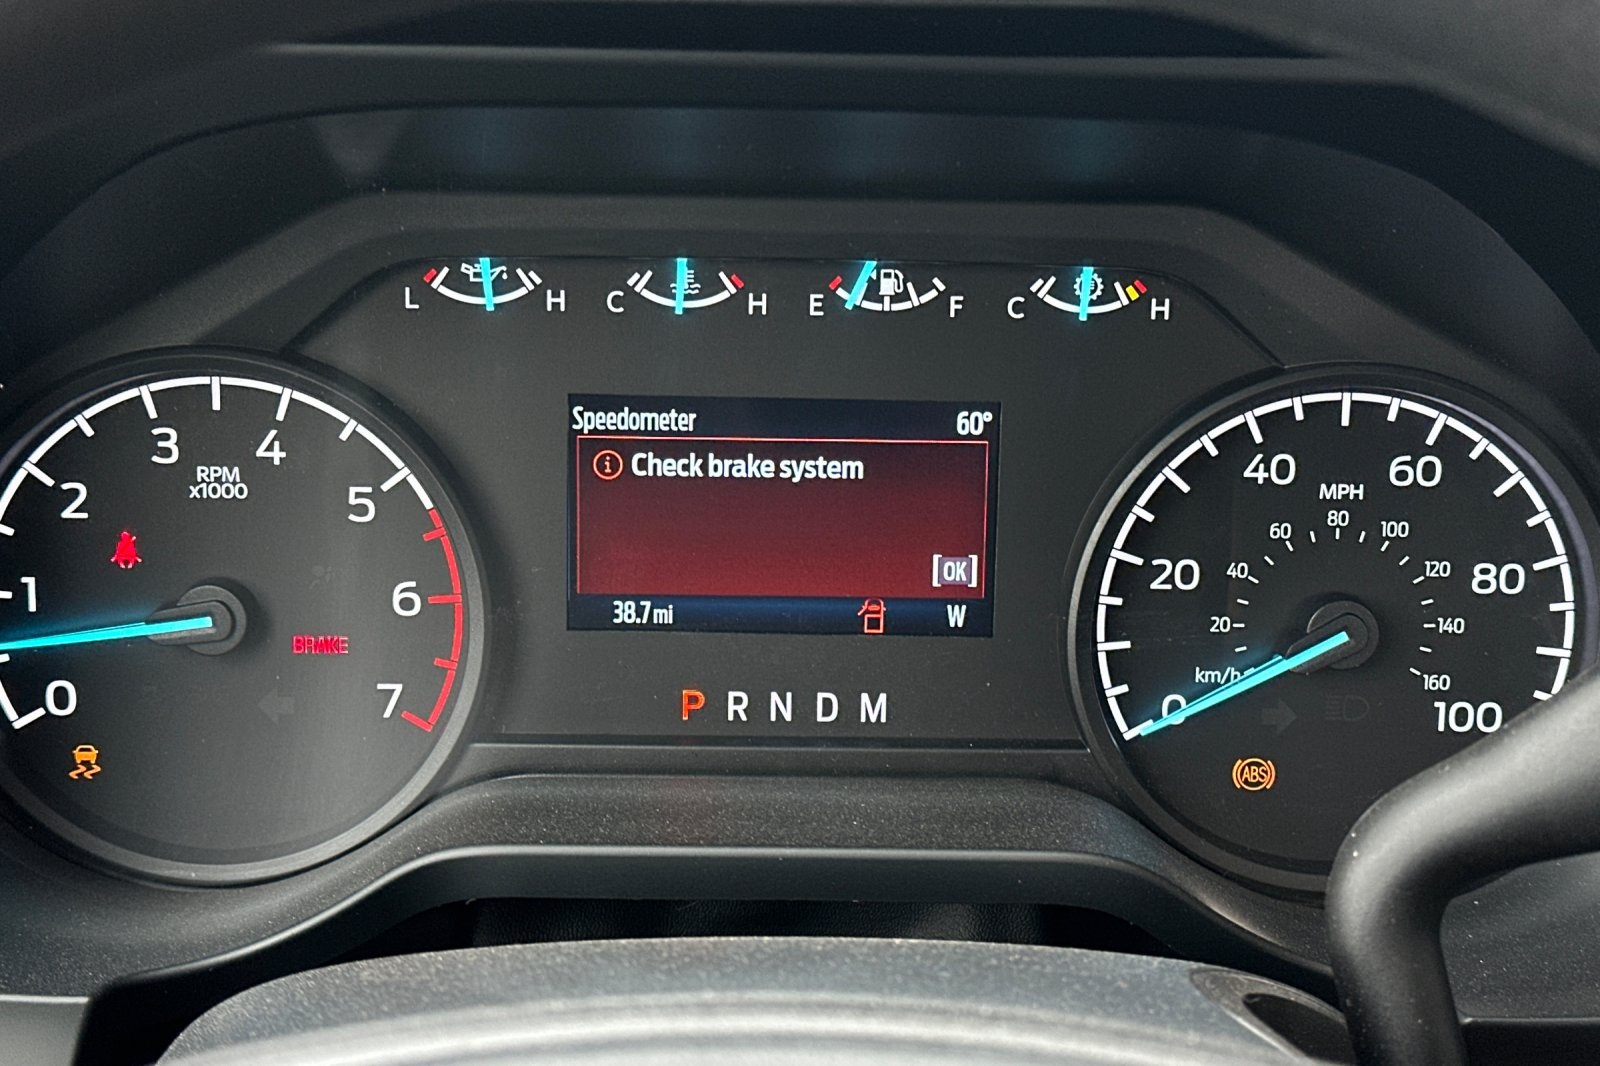 L H
C H
E F
C H
Speedometer 60°
Check brake system
[OK]
38.7 mi W
P R N D M
0
1
2
3
4
5
6
7
RPM
x1000
BRAKE
0
20
40
60
80
100
MPH
20
40
60
80
100
120
140
160
km/h
ABS